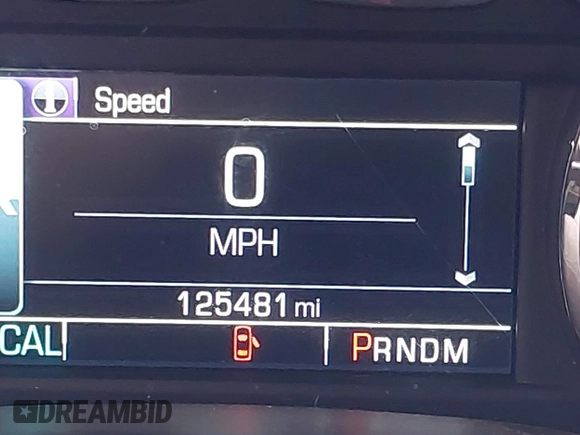 Speed
0
MPH
125481 mi
CAL
PRNDM
DREAMBID